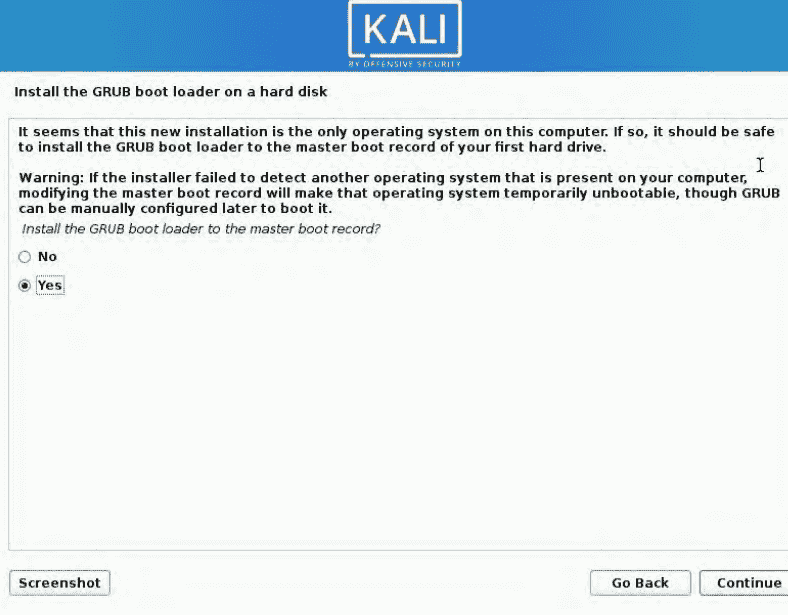 KALI
BY OFFENSIVE SECURITY
Install the GRUB boot loader on a hard disk
It seems that this new installation is the only operating system on this computer. If so, it should be safe
to install the GRUB boot loader to the master boot record of your first hard drive.
Warning: If the installer failed to detect another operating system that is present on your computer,
modifying the master boot record will make that operating system temporarily unbootable, though GRUB
can be manually configured later to boot it.
Install the GRUB boot loader to the master boot record?
No
Yes
Screenshot
Go Back
Continue